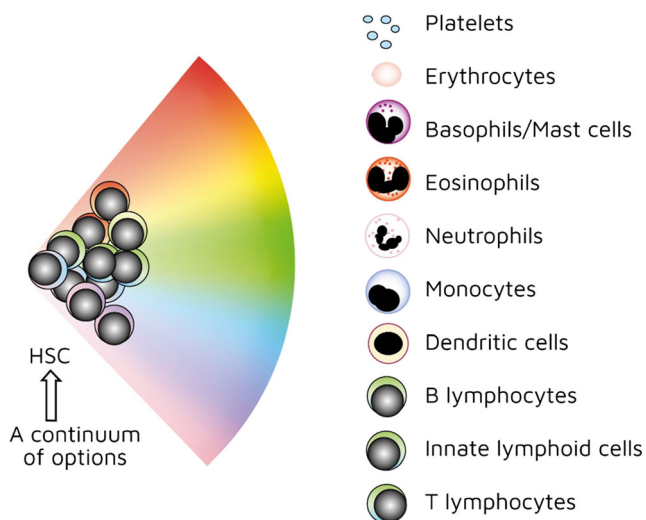 HSC
A continuum
of options
Platelets
Erythrocytes
Basophils/Mast cells
Eosinophils
Neutrophils
Monocytes
Dendritic cells
B lymphocytes
Innate lymphoid cells
T lymphocytes